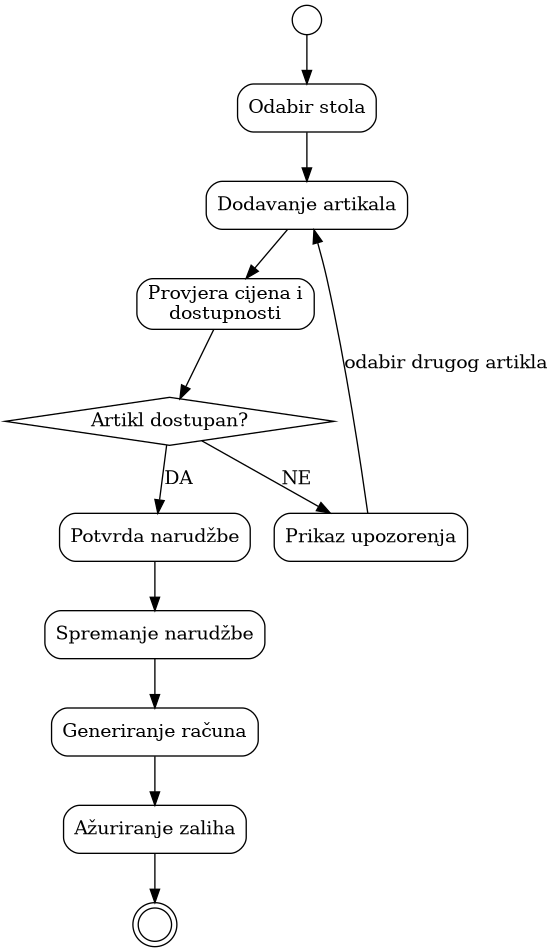 Odabir stola
Dodavanje artikala
Provjera cijena i
dostupnosti
odabir drugog artikla
Artikl dostupan?
DA
NE
Potvrda narudžbe
Prikaz upozorenja
Spremanje narudžbe
Generiranje računa
Ažuriranje zaliha